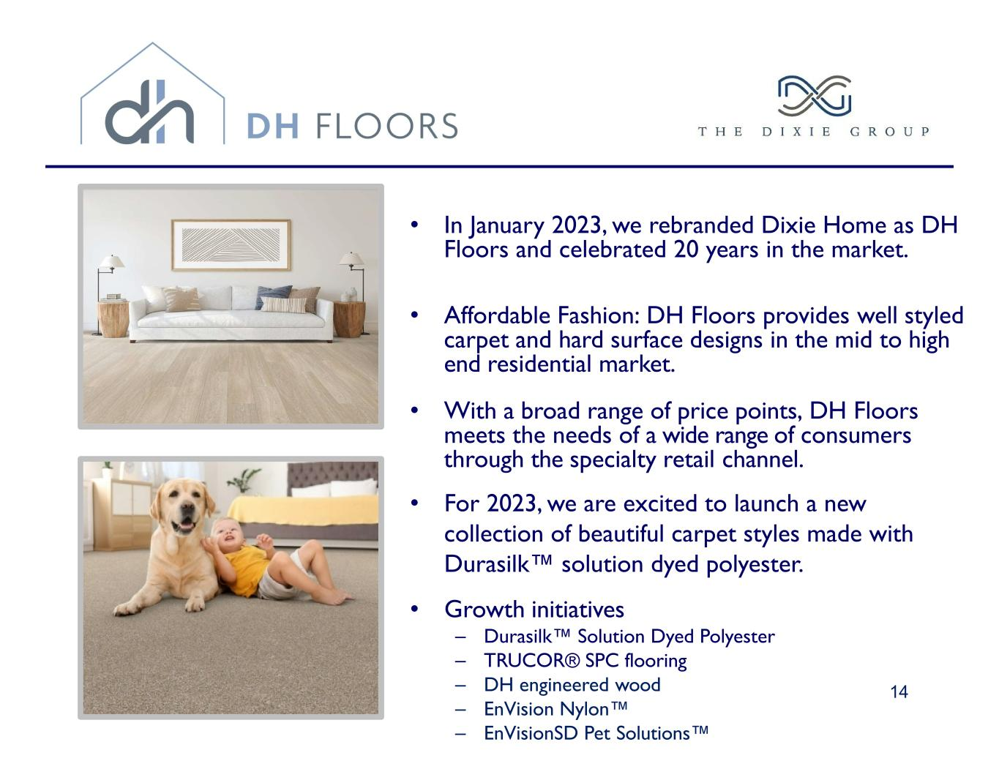 dh DH FLOORS
THE DIXIE GROUP
• In January 2023, we rebranded Dixie Home as DH
Floors and celebrated 20 years in the market.
• Affordable Fashion: DH Floors provides well styled
carpet and hard surface designs in the mid to high
end residential market.
• With a broad range of price points, DH Floors
meets the needs of a wide range of consumers
through the specialty retail channel.
• For 2023, we are excited to launch a new
collection of beautiful carpet styles made with
Durasilk™ solution dyed polyester.
• Growth initiatives
– Durasilk™ Solution Dyed Polyester
– TRUCOR® SPC flooring
– DH engineered wood
– EnVision Nylon™
– EnVisionSD Pet Solutions™
14